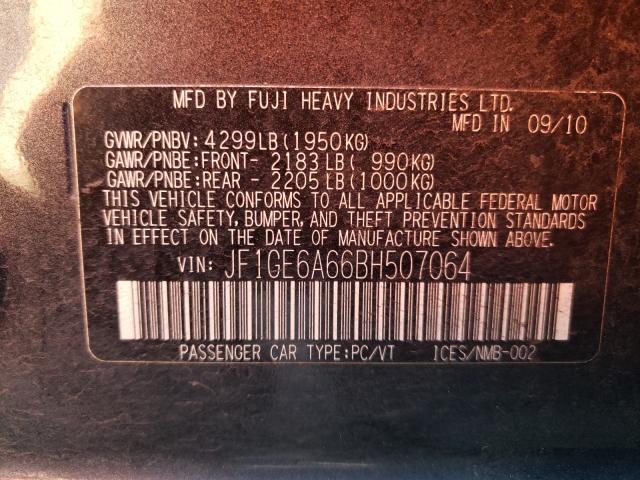 MFD BY FUJI HEAVY INDUSTRIES LTD.
MFD IN 09/10
GVWR/PNBV: 4299LB(1950KG)
GAWR/PNBE:FRONT- 2183LB( 990KG)
GAWR/PNBE:REAR - 2205LB(1000KG)
THIS VEHICLE CONFORMS TO ALL APPLICABLE FEDERAL MOTOR
VEHICLE SAFETY, BUMPER, AND THEFT PREVENTION STANDARDS
IN EFFECT ON THE DATE OF MANUFACTURE SHOWN ABOVE.
VIN: JF1GE6A66BH507064
PASSENGER CAR TYPE:PC/VT ICES/NMB-002